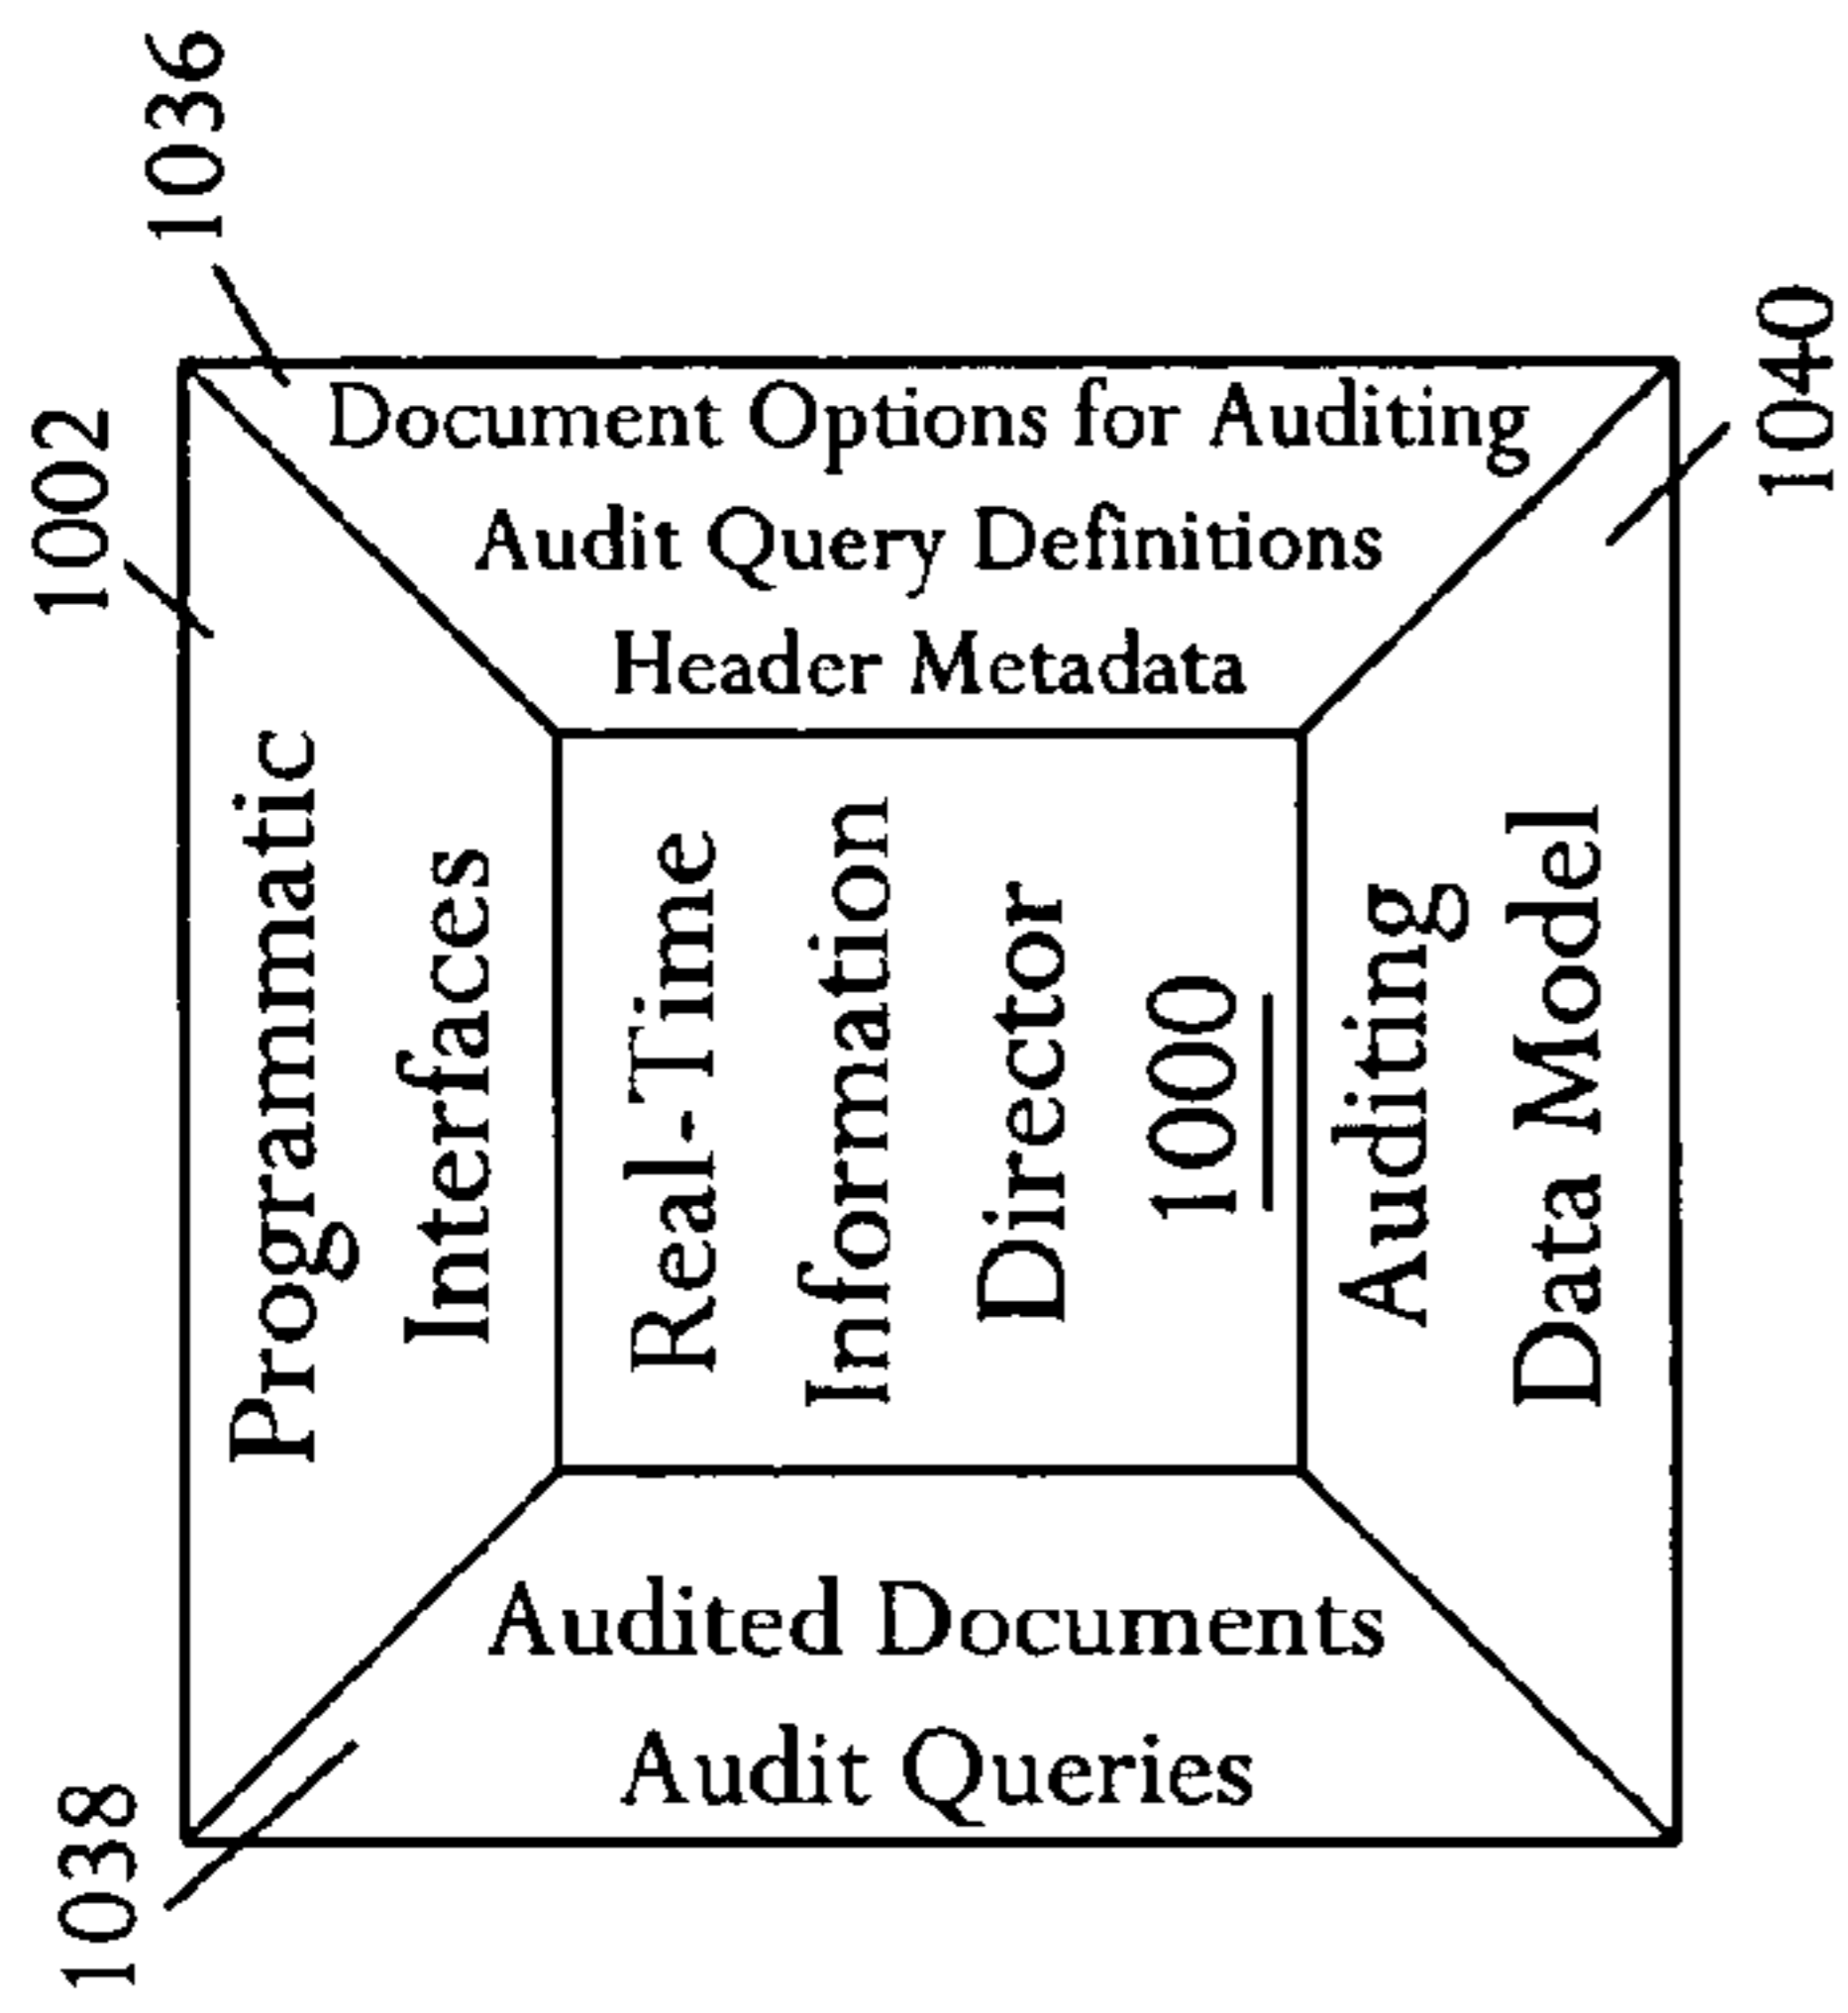 1036
1002
Document Options for Auditing
Audit Query Definitions
Header Metadata
1040
Programmatic
Interfaces
Real-Time
Information
Director
1000
Auditing
Data Model
Audited Documents
Audit Queries
1038